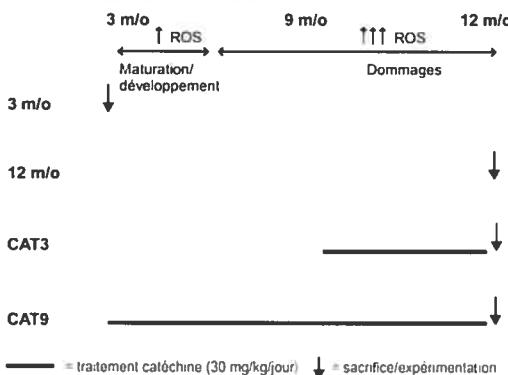 3 m/o 9 m/o 12 m/o
↑ ROS ↑↑↑ ROS
Maturation/ Dommages
développement
3 m/o
12 m/o
CAT3
CAT9
= traitement catéchine (30 mg/kg/jour) ↓ = sacrifice/expérimentation